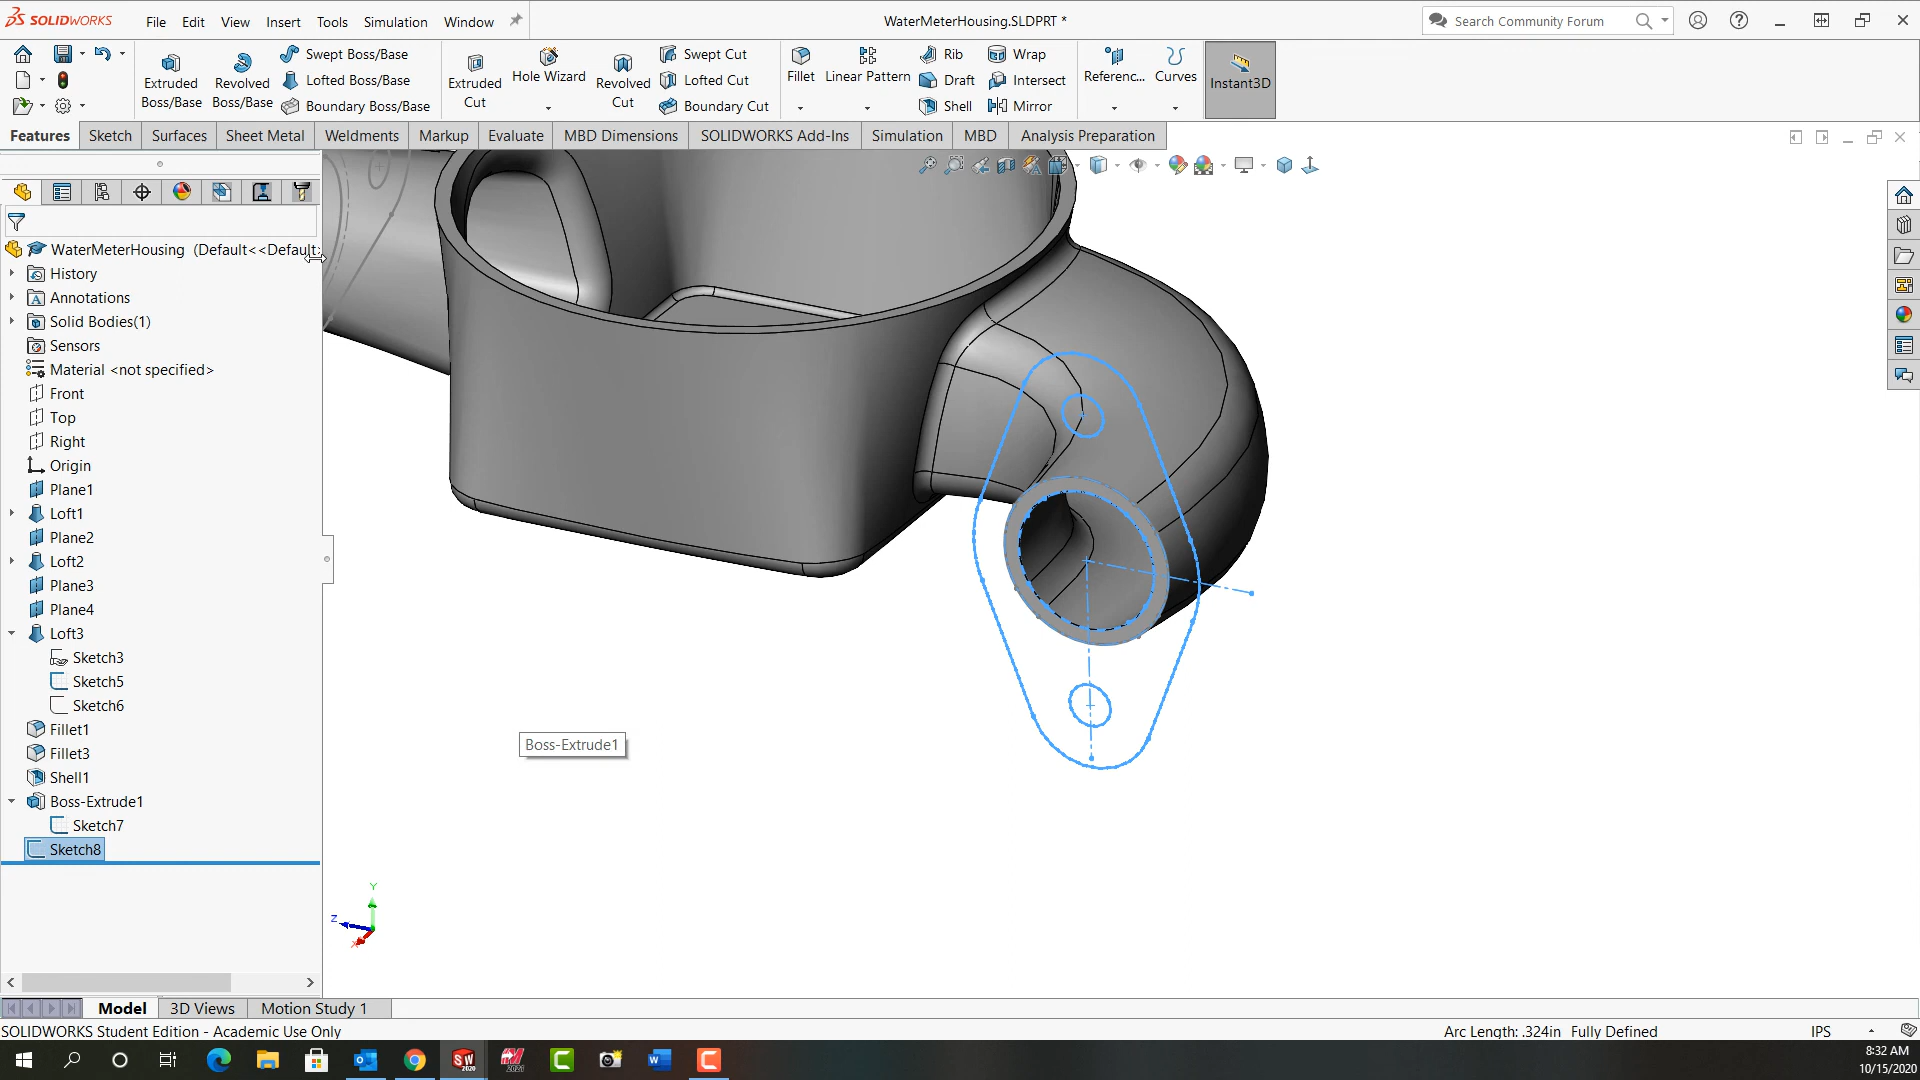 SOLIDWORKS File Edit View Insert Tools Simulation Window WaterMeterHousing.SLDPRT * Search Community Forum
Extruded Boss/Base
Revolved Boss/Base
Swept Boss/Base
Lofted Boss/Base
Boundary Boss/Base
Extruded Cut
Hole Wizard
Revolved Cut
Swept Cut
Lofted Cut
Boundary Cut
Fillet
Linear Pattern
Rib
Draft
Shell
Wrap
Intersect
Mirror
Referenc...
Curves
Instant3D
Features Sketch Surfaces Sheet Metal Weldments Markup Evaluate MBD Dimensions SOLIDWORKS Add-Ins Simulation MBD Analysis Preparation
WaterMeterHousing (Default<<Default
History
Annotations
Solid Bodies(1)
Sensors
Material <not specified>
Front
Top
Right
Origin
Plane1
Loft1
Plane2
Loft2
Plane3
Plane4
Loft3
Sketch3
Sketch5
Sketch6
Fillet1
Fillet3
Shell1
Boss-Extrude1
Sketch7
Sketch8
Boss-Extrude1
Y
Z
X
Model 3D Views Motion Study 1
SOLIDWORKS Student Edition - Academic Use Only Arc Length: .324in Fully Defined IPS
8:32 AM
10/15/2020